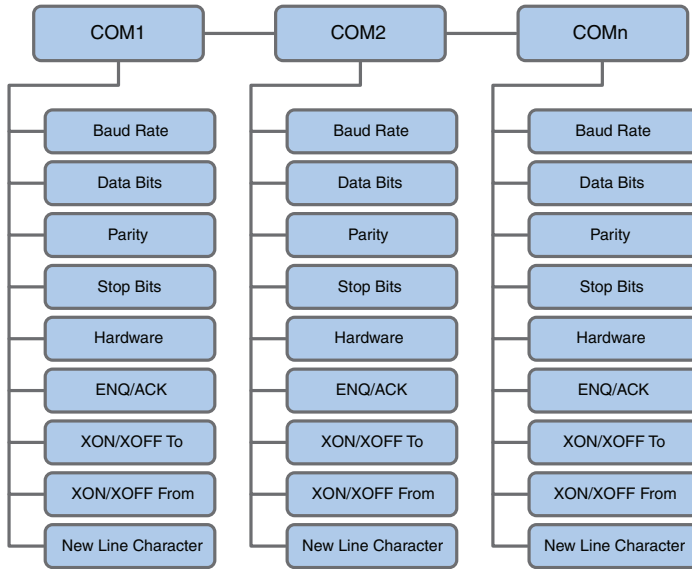 COM1
COM2
COMn
Baud Rate
Baud Rate
Baud Rate
Data Bits
Data Bits
Data Bits
Parity
Parity
Parity
Stop Bits
Stop Bits
Stop Bits
Hardware
Hardware
Hardware
ENQ/ACK
ENQ/ACK
ENQ/ACK
XON/XOFF To
XON/XOFF To
XON/XOFF To
XON/XOFF From
XON/XOFF From
XON/XOFF From
New Line Character
New Line Character
New Line Character